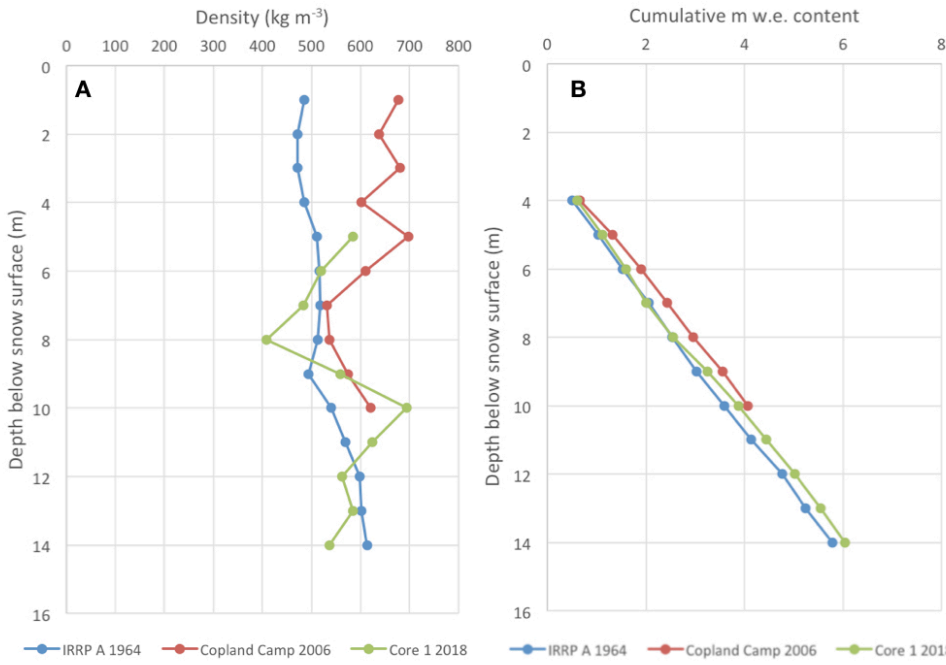 Density (kg m⁻³)
0 100 200 300 400 500 600 700 800
A
0
2
4
6
8
10
12
14
16
Depth below snow surface (m)
IRRP A 1964 Copland Camp 2006 Core 1 2018
Cumulative m w.e. content
0 2 4 6 8
B
0
2
4
6
8
10
12
14
16
Depth below snow surface (m)
IRRP A 1964 Copland Camp 2006 Core 1 201